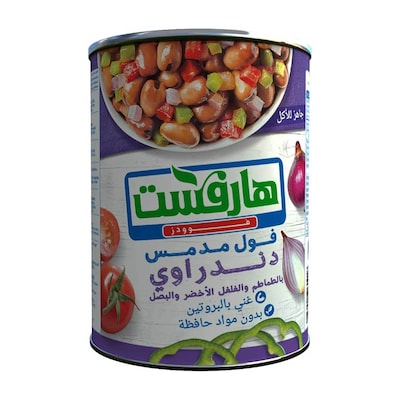 جاهز للأكل
هارفست
فوودز
فول مدمس
دندراوي
بالطماطم والفلفل الأخضر والبصل
غني بالبروتين
بدون مواد حافظة